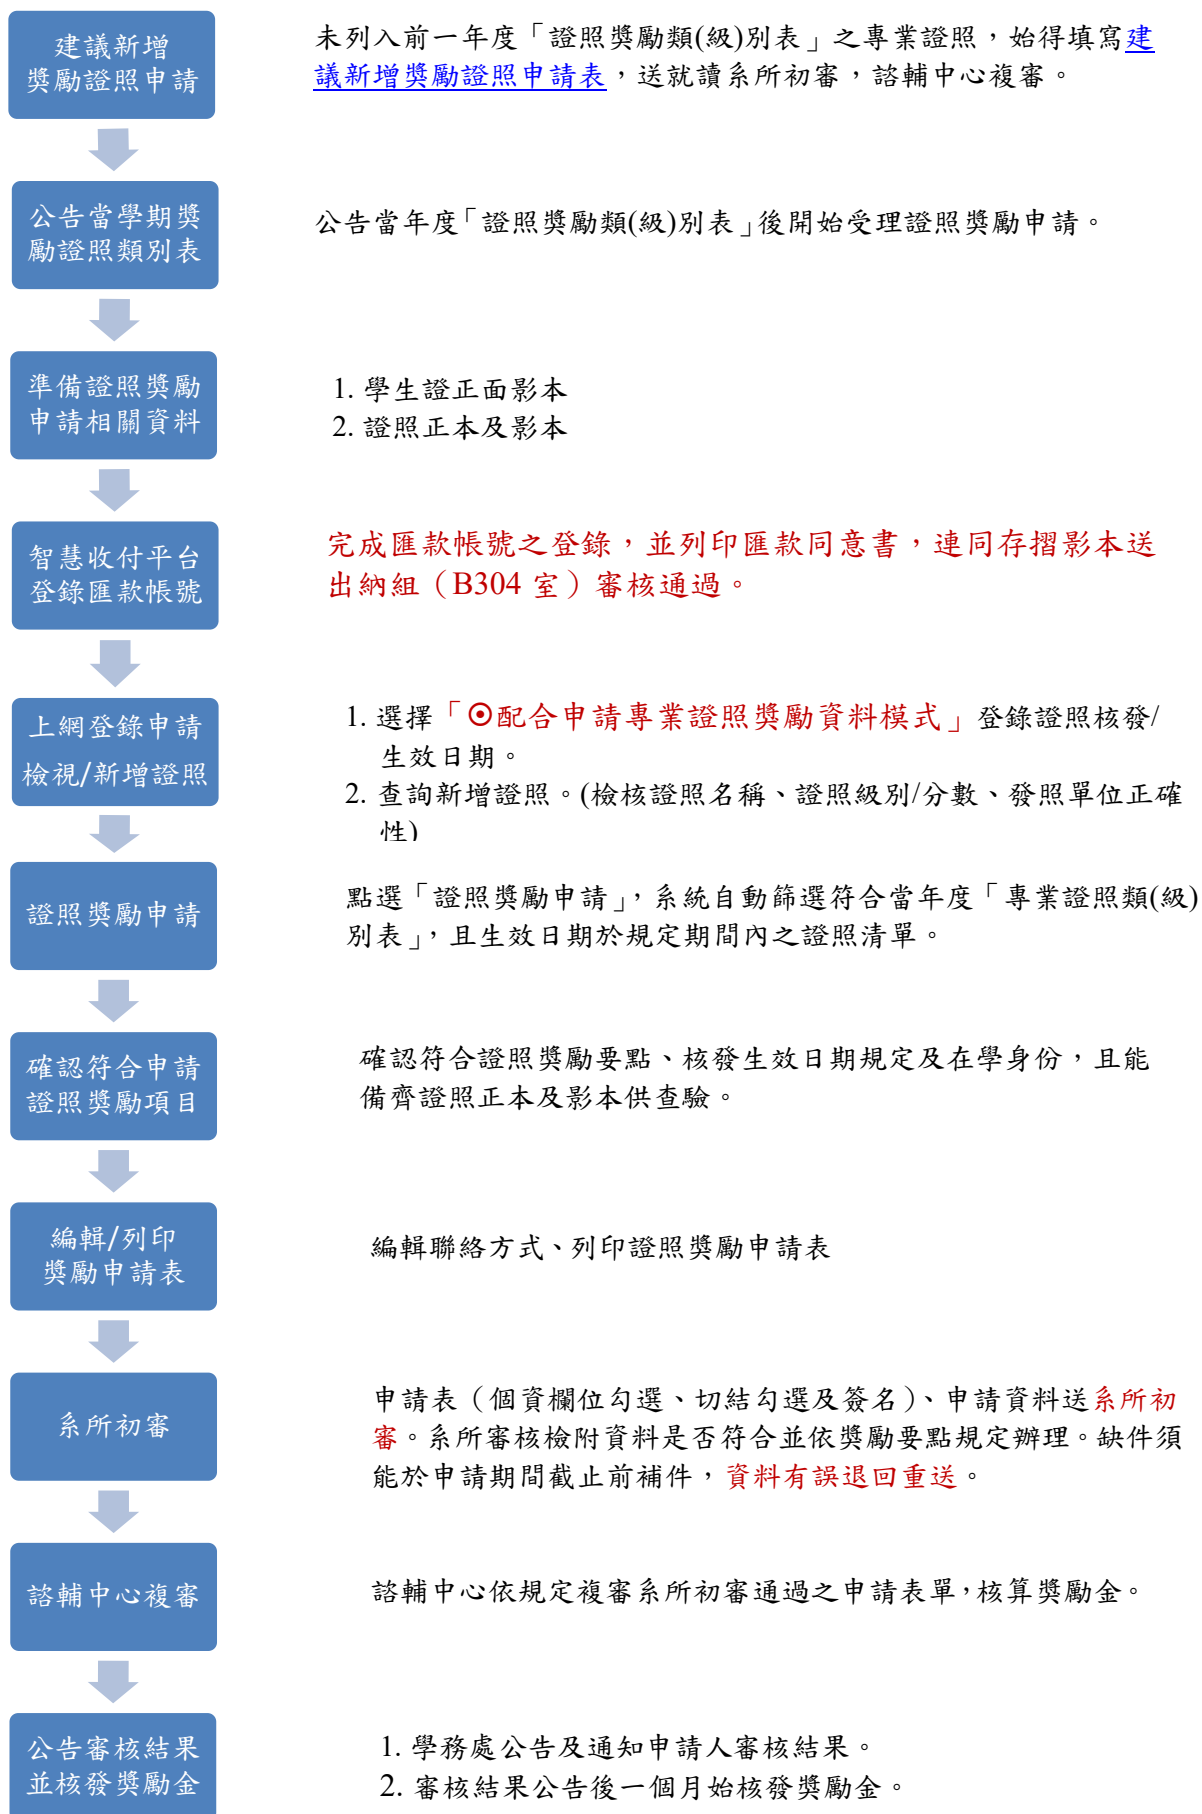 建議新增
獎勵證照申請
未列入前一年度「證照獎勵類(級)別表」之專業證照，始得填寫建
議新增獎勵證照申請表，送就讀系所初審，諮輔中心複審。
公告當學期獎
勵證照類別表
公告當年度「證照獎勵類(級)別表」後開始受理證照獎勵申請。
準備證照獎勵
申請相關資料
1. 學生證正面影本
2. 證照正本及影本
智慧收付平台
登錄匯款帳號
完成匯款帳號之登錄，並列印匯款同意書，連同存摺影本送
出納組（B304 室）審核通過。
上網登錄申請
檢視/新增證照
1. 選擇「⊙配合申請專業證照獎勵資料模式」登錄證照核發/
生效日期。
2. 查詢新增證照。(檢核證照名稱、證照級別/分數、發照單位正確
性)
證照獎勵申請
點選「證照獎勵申請」，系統自動篩選符合當年度「專業證照類(級)
別表」，且生效日期於規定期間內之證照清單。
確認符合申請
證照獎勵項目
確認符合證照獎勵要點、核發生效日期規定及在學身份，且能
備齊證照正本及影本供查驗。
編輯/列印
獎勵申請表
編輯聯絡方式、列印證照獎勵申請表
系所初審
申請表（個資欄位勾選、切結勾選及簽名）、申請資料送系所初
審。系所審核檢附資料是否符合並依獎勵要點規定辦理。缺件須
能於申請期間截止前補件，資料有誤退回重送。
諮輔中心複審
諮輔中心依規定複審系所初審通過之申請表單，核算獎勵金。
公告審核結果
並核發獎勵金
1. 學務處公告及通知申請人審核結果。
2. 審核結果公告後一個月始核發獎勵金。